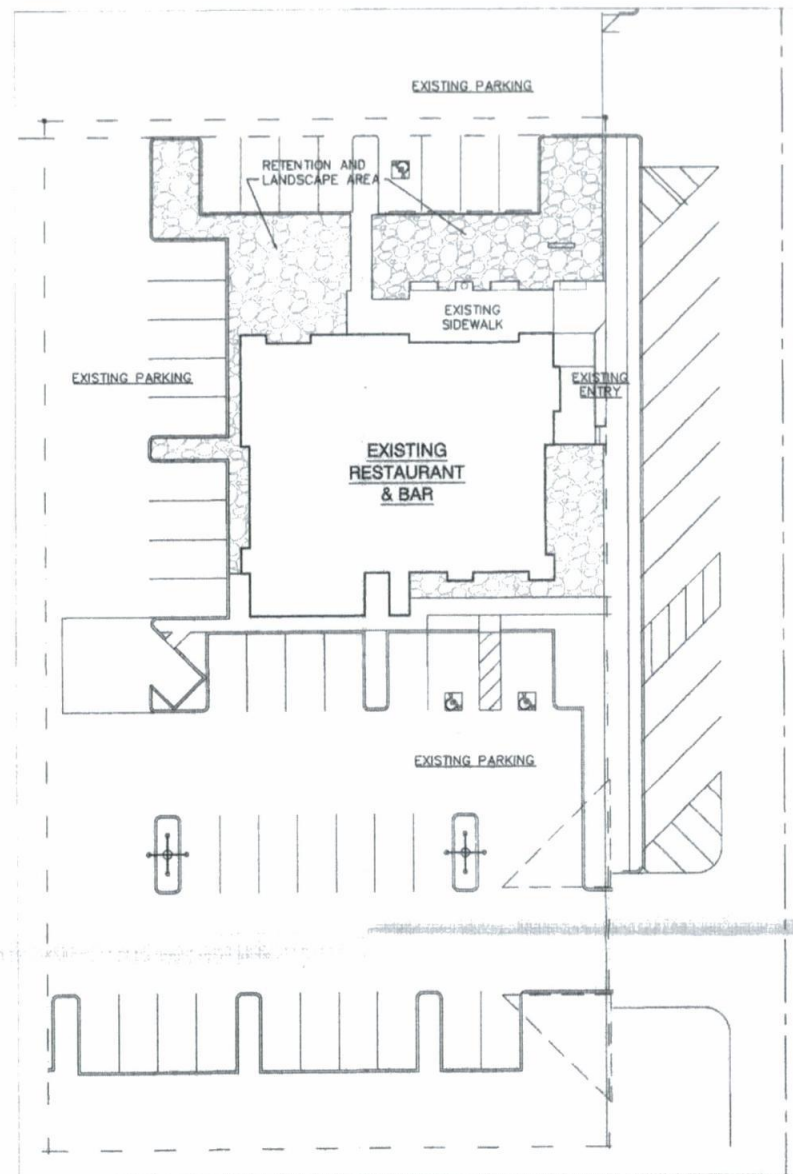 EXISTING PARKING
RETENTION AND
LANDSCAPE AREA
EXISTING
SIDEWALK
EXISTING PARKING
EXISTING
ENTRY
EXISTING
RESTAURANT
& BAR
EXISTING PARKING